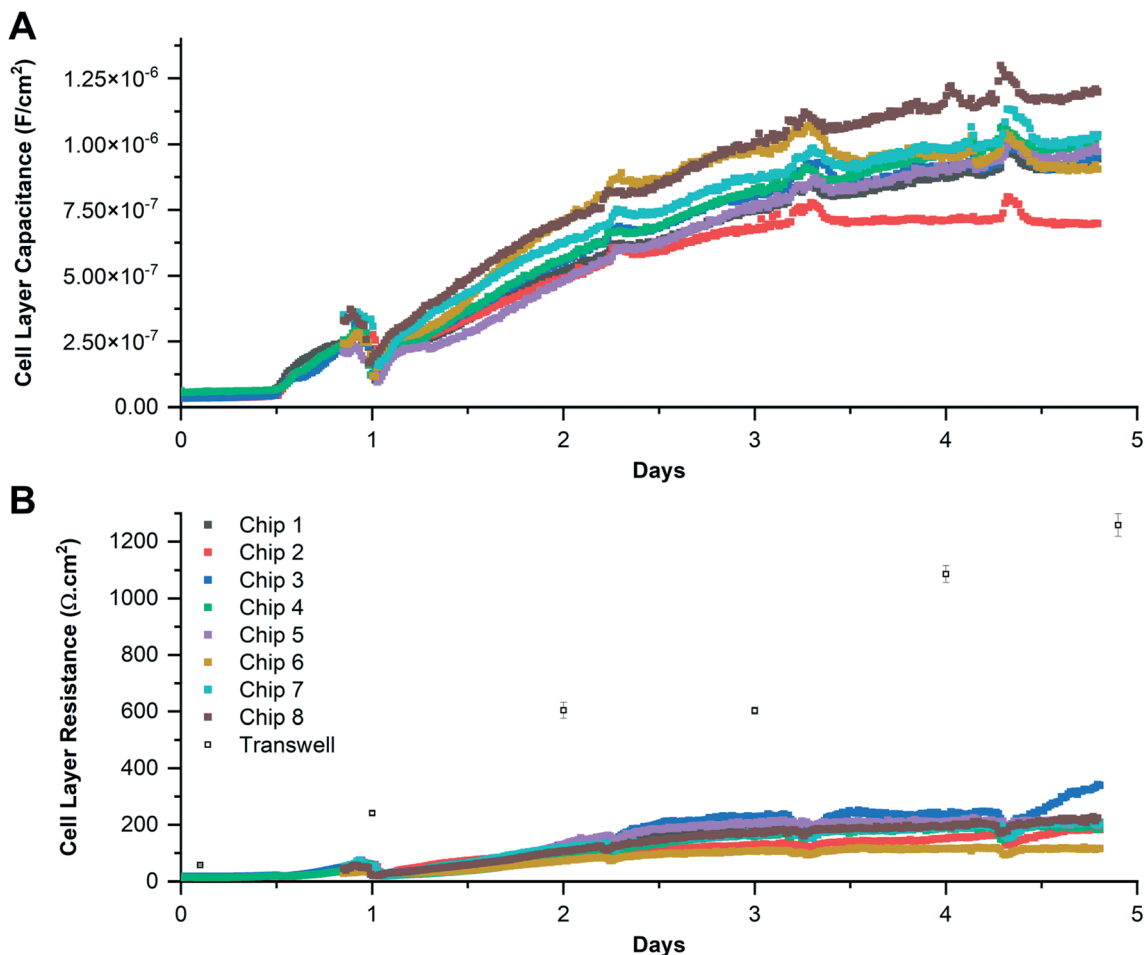 A
Cell Layer Capacitance (F/cm²)
1.25×10⁻⁶
1.00×10⁻⁶
7.50×10⁻⁷
5.00×10⁻⁷
2.50×10⁻⁷
0.00
0 1 2 3 4 5
Days
B
Cell Layer Resistance (Ω.cm²)
1200
1000
800
600
400
200
0
Chip 1
Chip 2
Chip 3
Chip 4
Chip 5
Chip 6
Chip 7
Chip 8
Transwell
0 1 2 3 4 5
Days